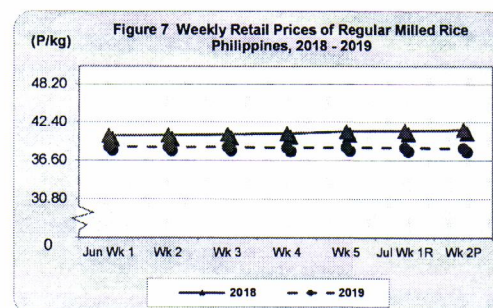 Figure 7 Weekly Retail Prices of Regular Milled Rice
Philippines, 2018 - 2019
(P/kg)
48.20
42.40
36.60
30.80
0
Jun Wk 1 Wk 2 Wk 3 Wk 4 Wk 5 Jul Wk 1R Wk 2P
2018 2019